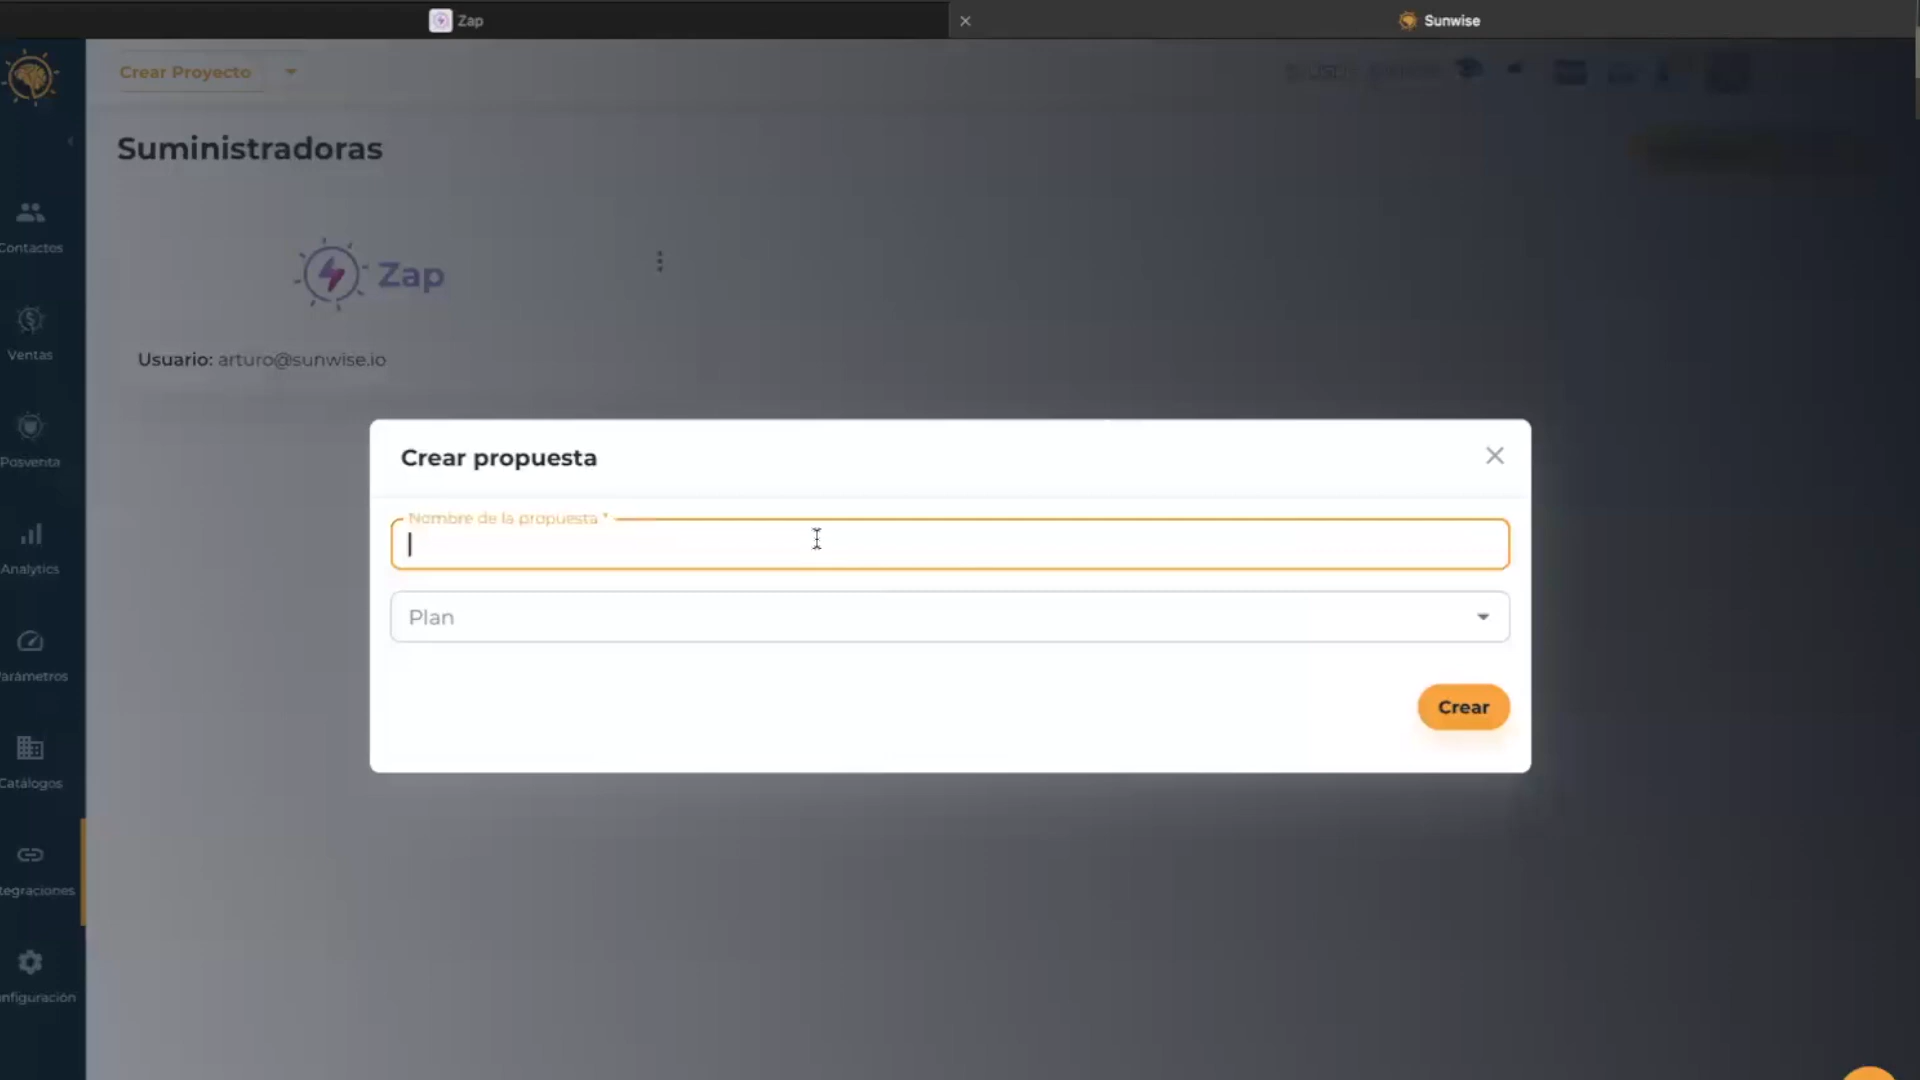 Zap
Sunwise
Crear Proyecto
Suministradoras
Zap
Usuario: arturo@sunwise.io
Contactos
Ventas
Posventa
Analytics
arámetros
Catálogos
tegraciones
nfiguración
Crear propuesta
Nombre de la propuesta *
Plan
Crear